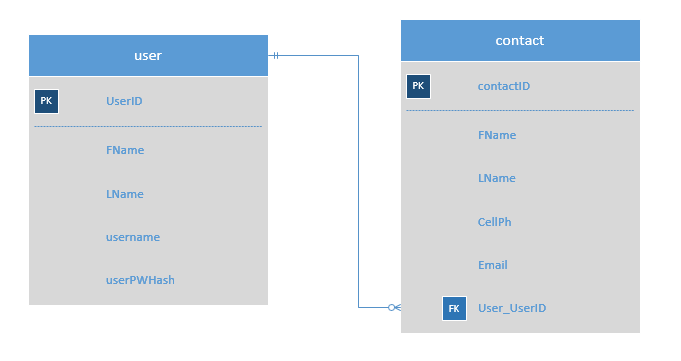 user
PK UserID
FName
LName
username
userPWHash
contact
PK contactID
FName
LName
CellPh
Email
FK User_UserID